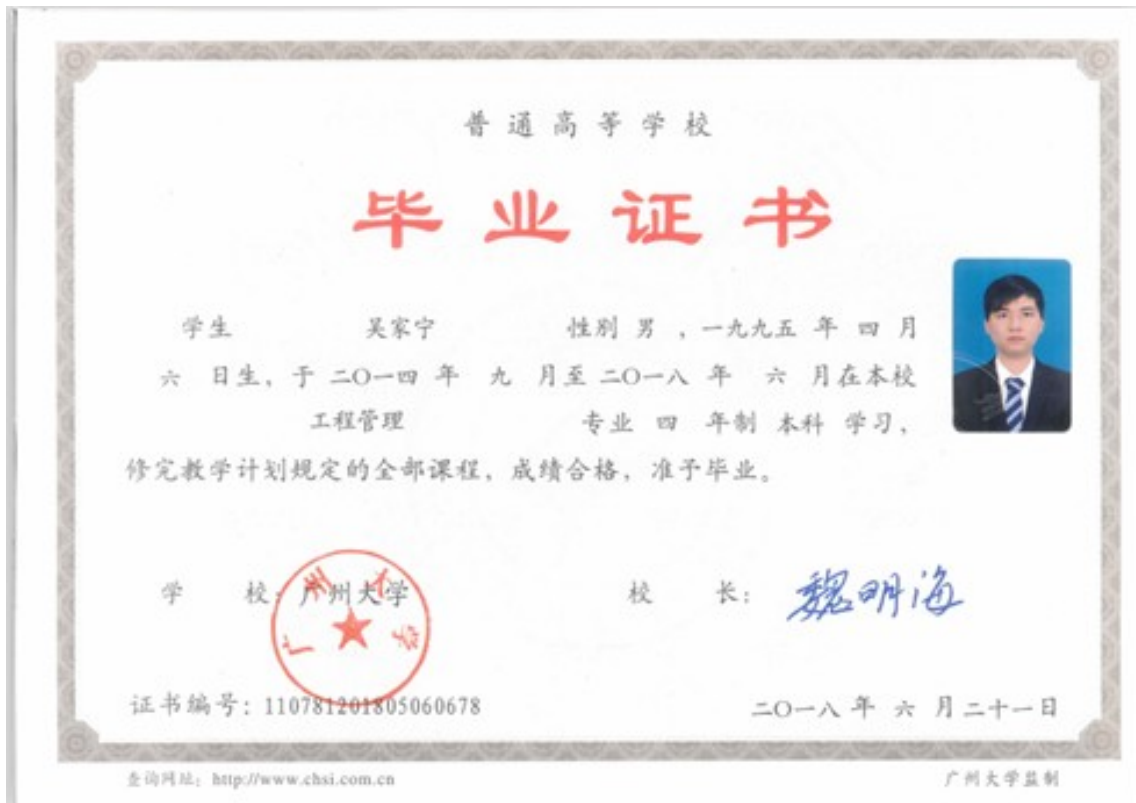 普通高等学校
毕业证书
学生 吴家宁 性别 男 ，一九九五 年 四 月
六 日生，于 二〇一四 年 九 月至 二〇一八 年 六 月在本校
工程管理 专业 四 年制 本科 学习，
修完教学计划规定的全部课程，成绩合格，准予毕业。
学 校：广州大学 校 长：魏明海
广州大学
证书编号：110781201805060678 二〇一八 年 六 月二十一日
查询网址：http://www.chsi.com.cn 广州大学监制